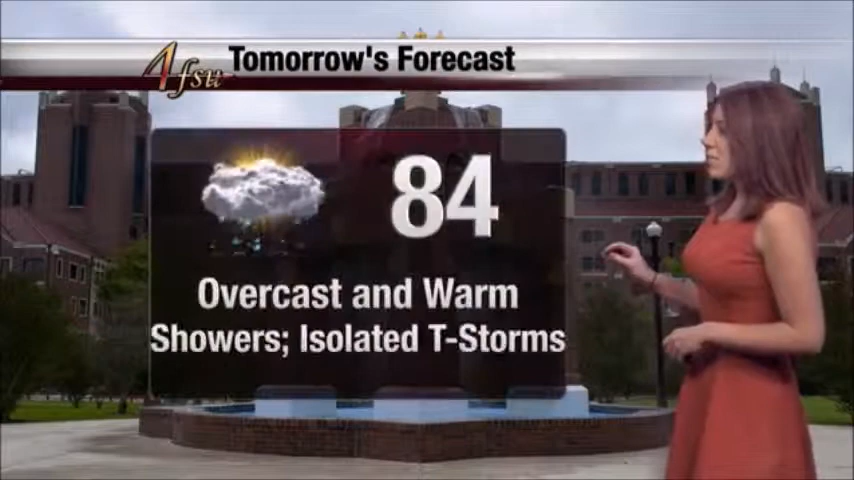 4fsu
Tomorrow's Forecast
84
Overcast and Warm
Showers; Isolated T-Storms